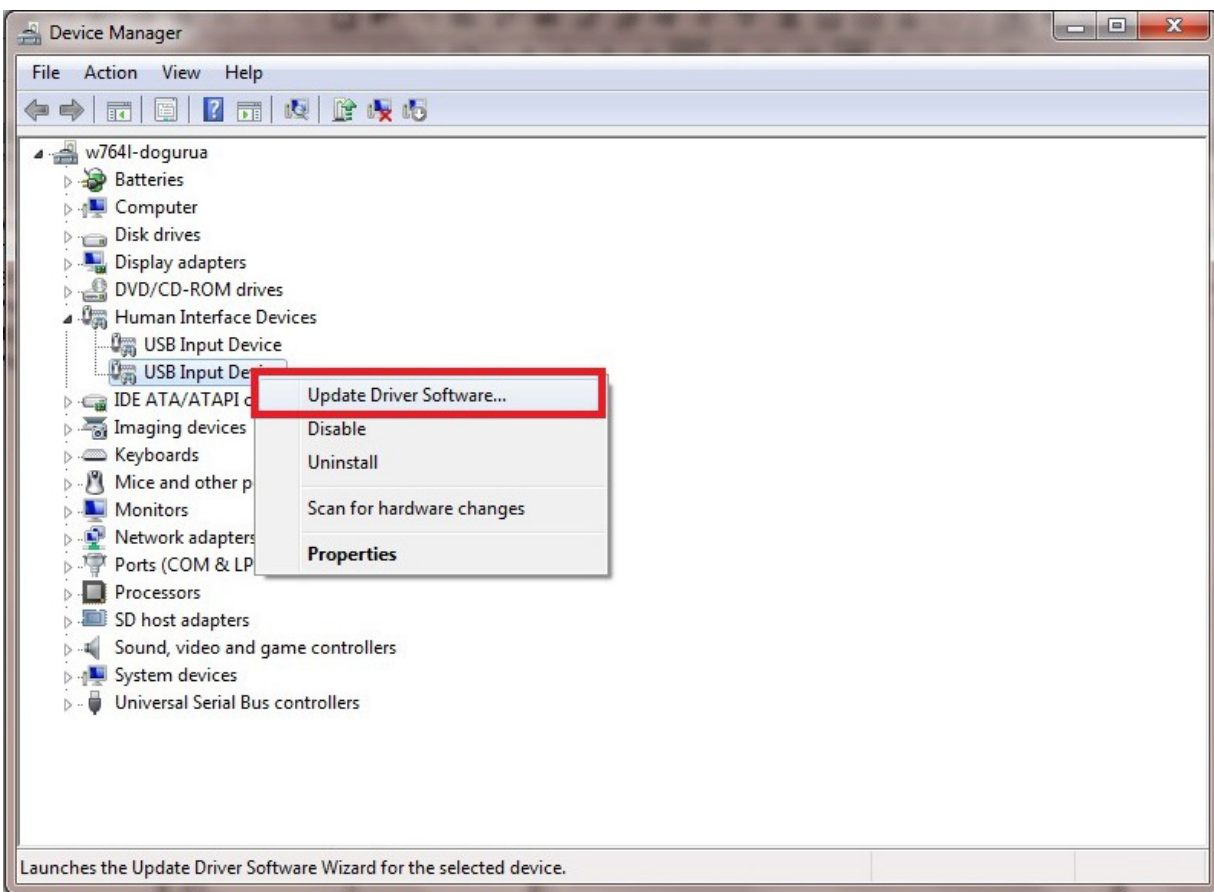 Device Manager
File Action View Help
w764l-dogurua
Batteries
Computer
Disk drives
Display adapters
DVD/CD-ROM drives
Human Interface Devices
USB Input Device
USB Input
IDE ATA/ATAPI
Imaging devices
Keyboards
Mice and other
Monitors
Network adapters
Ports (COM &
Processors
SD host adapters
Sound, video and game controllers
System devices
Universal Serial Bus controllers
Update Driver Software...
Disable
Uninstall
Scan for hardware changes
Properties
Launches the Update Driver Software Wizard for the selected device.